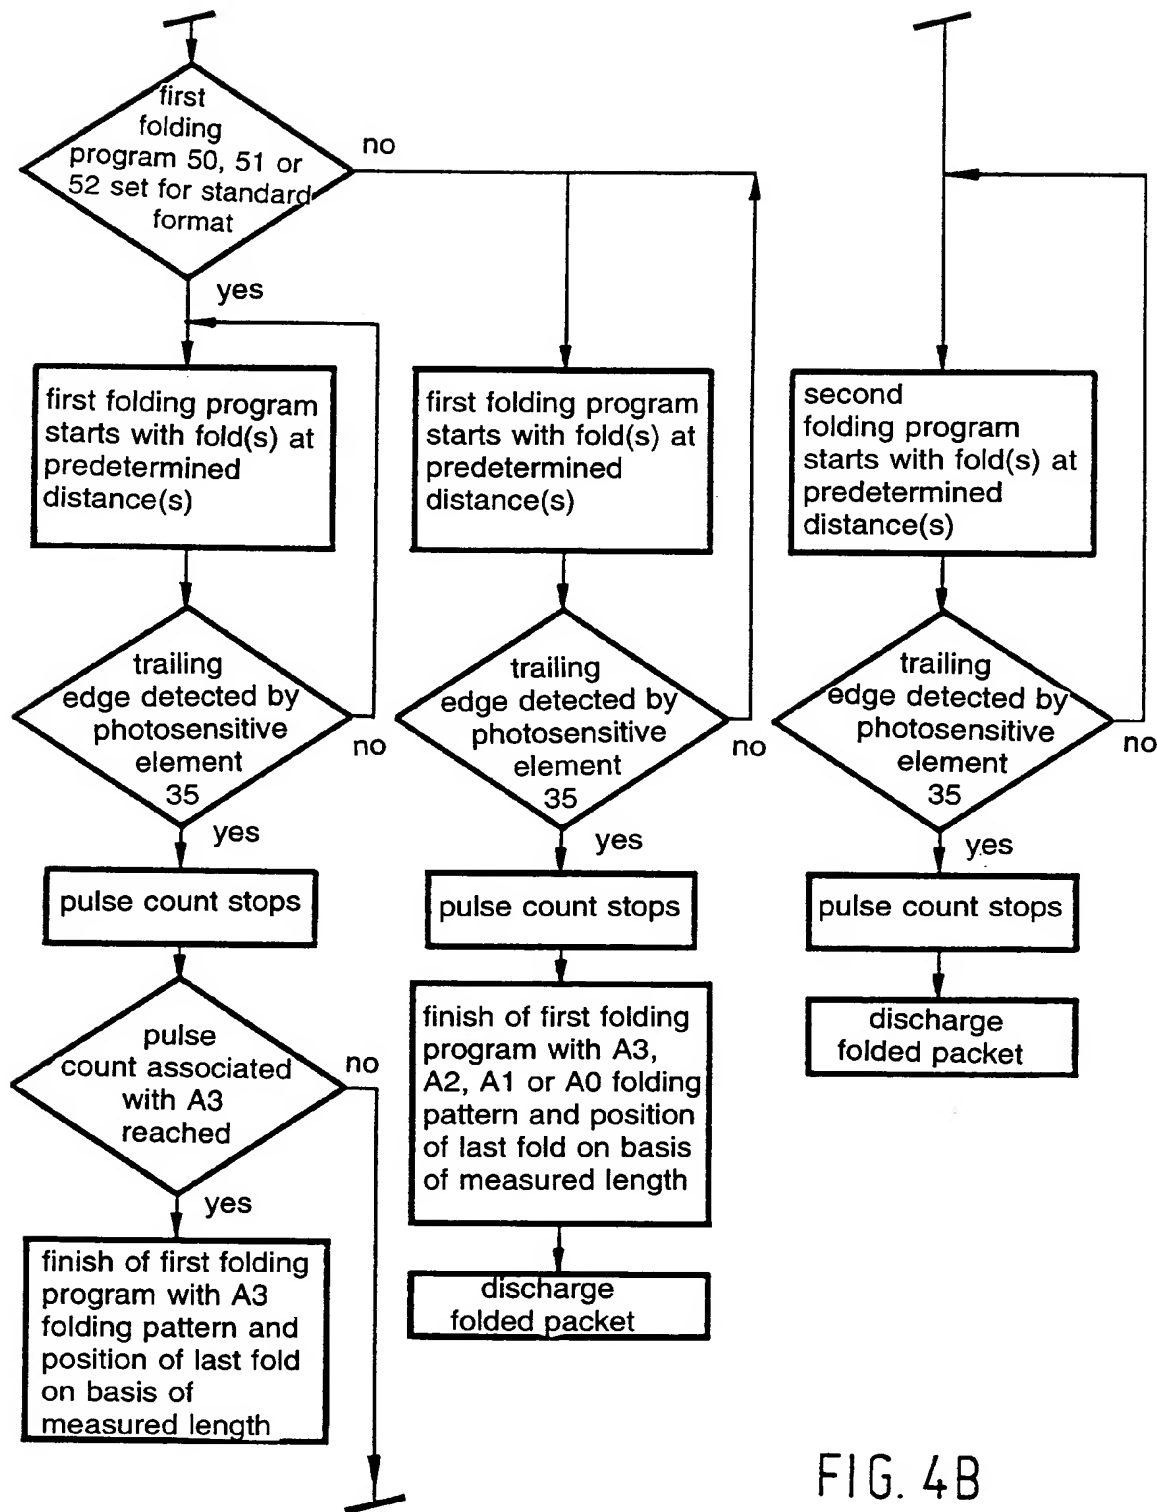 first
folding
program 50, 51 or
52 set for standard
format
no
yes
first folding program
starts with fold(s) at
predetermined
distance(s)
trailing
edge detected by
photosensitive
element
35
no
yes
pulse count stops
pulse
count associated
with A3
reached
no
yes
finish of first folding
program with A3
folding pattern and
position of last fold
on basis of
measured length
first folding program
starts with fold(s) at
predetermined
distance(s)
trailing
edge detected by
photosensitive
element
35
no
yes
pulse count stops
finish of first folding
program with A3,
A2, A1 or A0 folding
pattern and position
of last fold on basis
of measured length
discharge
folded packet
second
folding program
starts with fold(s) at
predetermined
distance(s)
trailing
edge detected by
photosensitive
element
35
no
yes
pulse count stops
discharge
folded packet
FIG. 4B